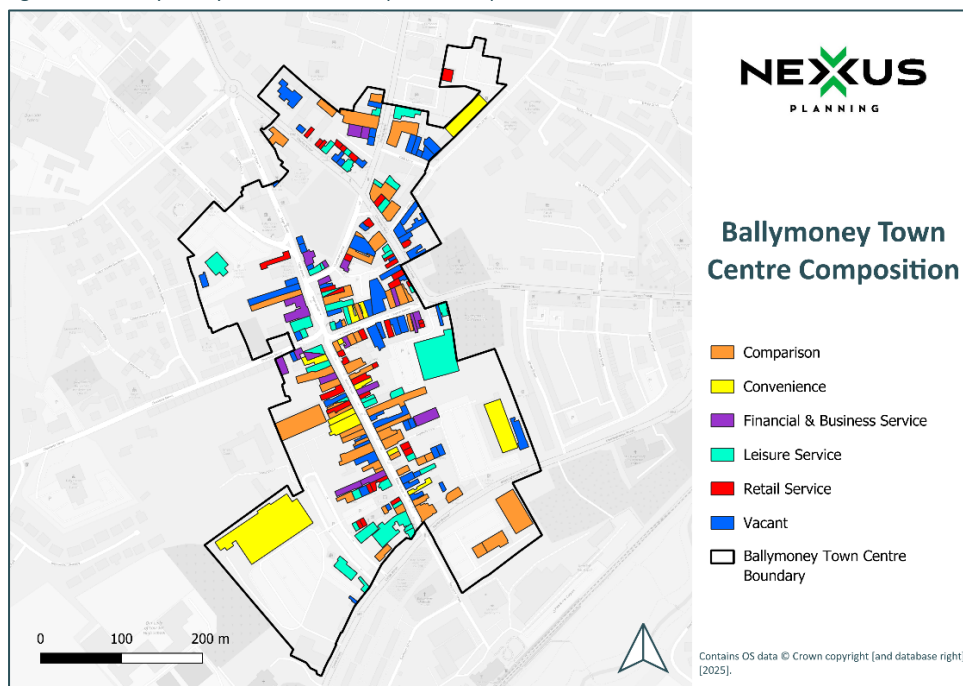 NEXUS
PLANNING
Ballymoney Town
Centre Composition
Comparison
Convenience
Financial & Business Service
Leisure Service
Retail Service
Vacant
Ballymoney Town Centre
Boundary
0 100 200 m
Contains OS data © Crown copyright [and database right]
[2025].